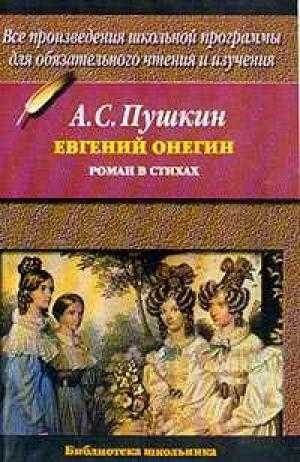 Все произведения школьной программы
для обязательного чтения и изучения
А.С. Пушкин
ЕВГЕНИЙ ОНЕГИН
РОМАН В СТИХАХ
Библиотека школьника